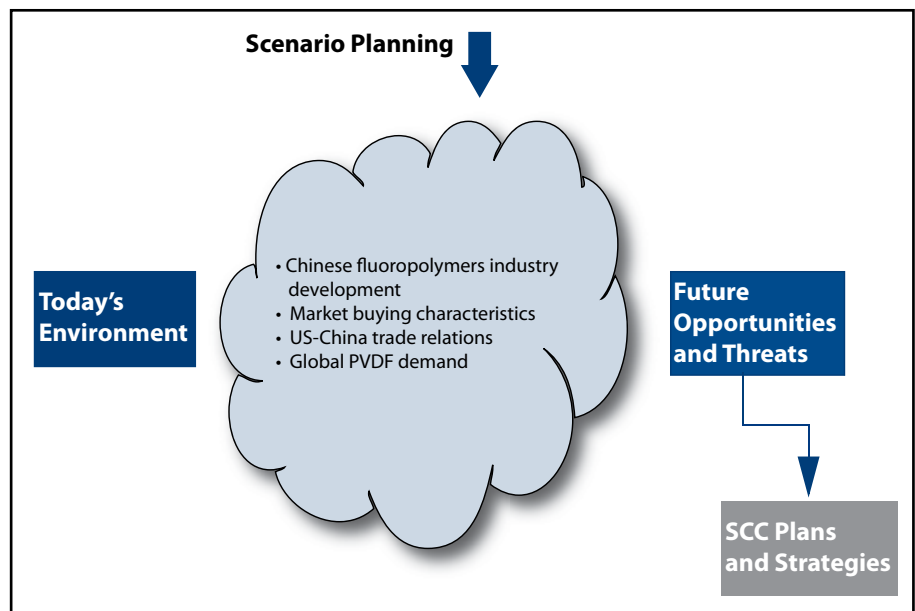 Scenario Planning
• Chinese fluoropolymers industry
development
• Market buying characteristics
• US-China trade relations
• Global PVDF demand
Today's
Environment
Future
Opportunities
and Threats
SCC Plans
and Strategies